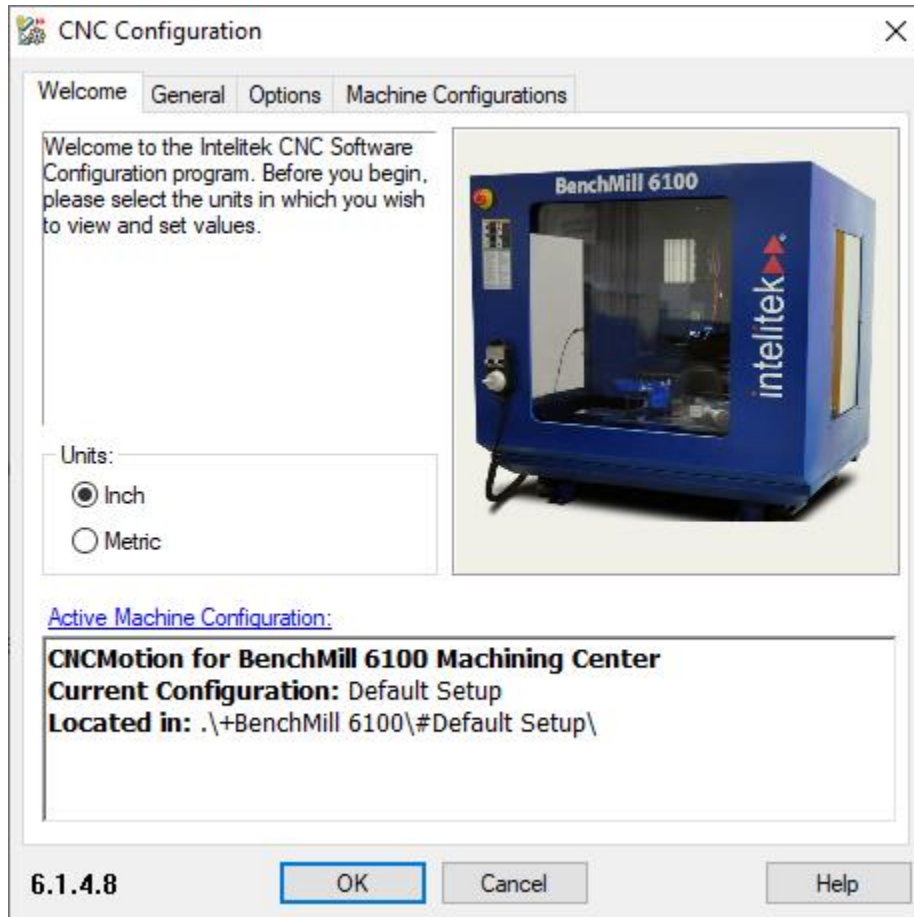 CNC Configuration
Welcome
General
Options
Machine Configurations
Welcome to the Intelitek CNC Software
Configuration program. Before you begin,
please select the units in which you wish
to view and set values.
BenchMill 6100
intelitek
Units:
Inch
Metric
Active Machine Configuration:
CNCMotion for BenchMill 6100 Machining Center
Current Configuration: Default Setup
Located in: .\+BenchMill 6100\#Default Setup\
6.1.4.8
OK
Cancel
Help